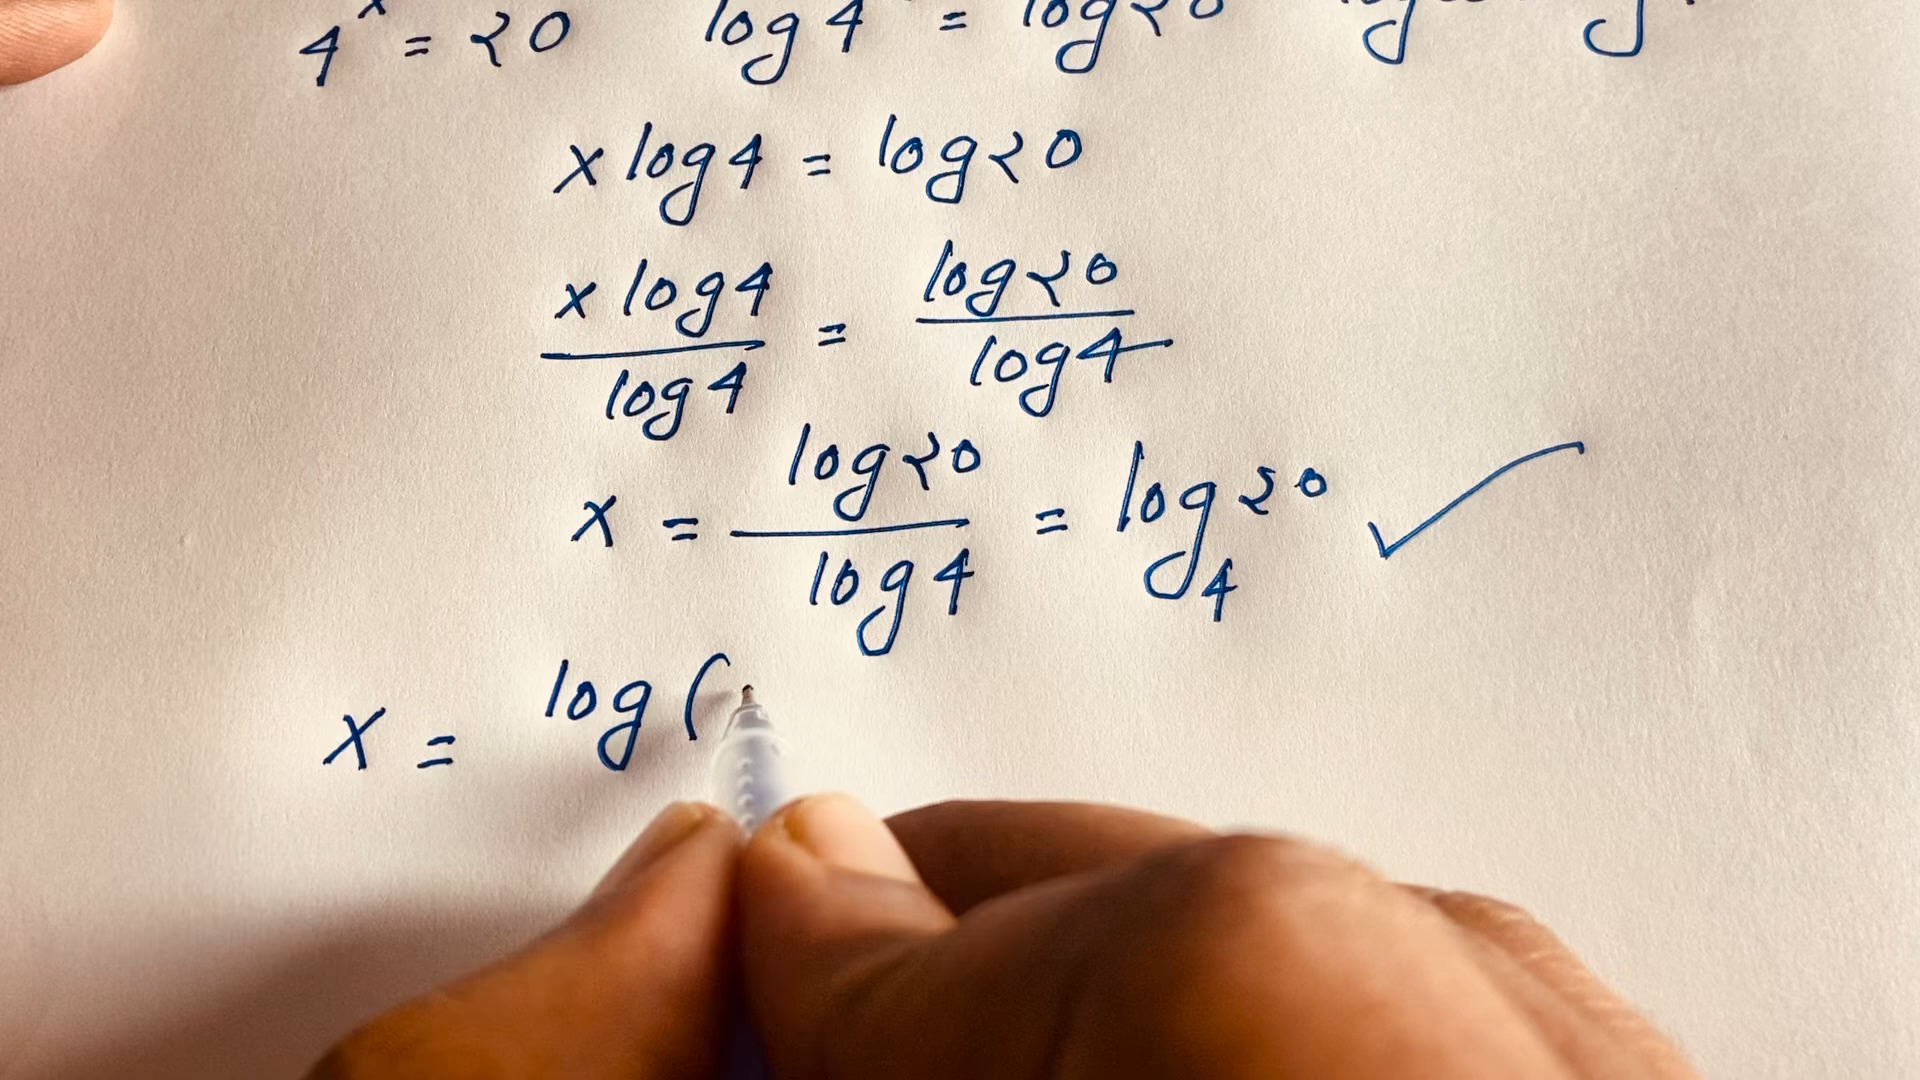 4^x = 20 log 4 = log 20
x log 4 = log 20
x log 4 / log 4 = log 20 / log 4
x = log 20 / log 4 = log_4 20 ✓
x = log (